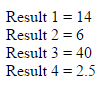 Result 1 = 14
Result 2 = 6
Result 3 = 40
Result 4 = 2.5